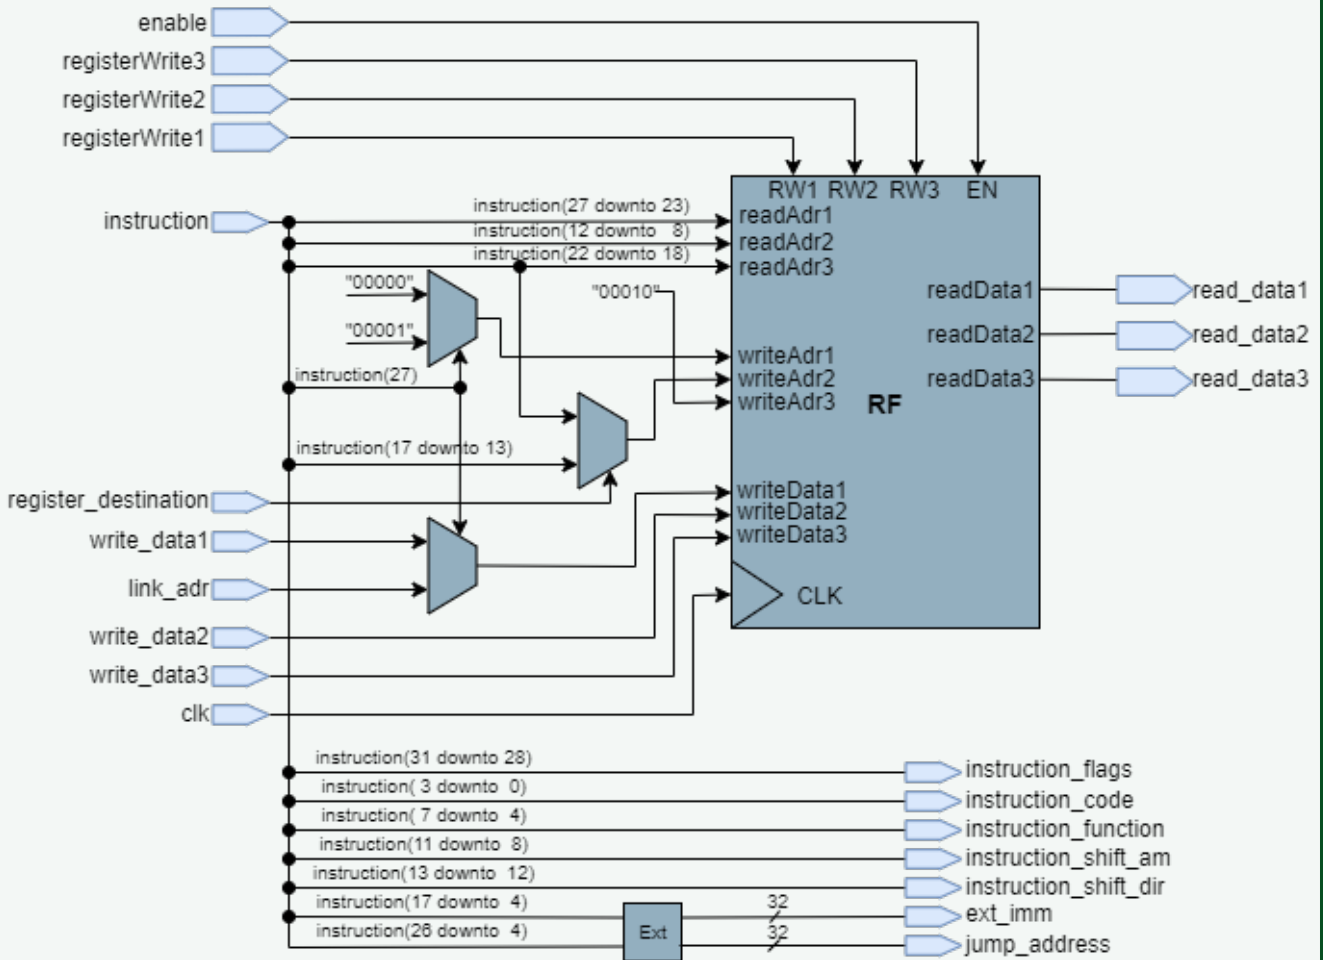 enable
registerWrite3
registerWrite2
registerWrite1
RW1 RW2 RW3 EN
instruction
instruction(27 downto 23)
readAdr1
instruction(12 downto 8)
readAdr2
instruction(22 downto 18)
readAdr3
"00000"
"00010"
readData1
read_data1
"00001"
readData2
read_data2
writeAdr1
instruction(27)
writeAdr2
readData3
read_data3
writeAdr3
RF
instruction(17 downto 13)
register_destination
writeData1
writeData2
write_data1
writeData3
link_adr
CLK
write_data2
write_data3
clk
instruction(31 downto 28)
instruction_flags
instruction( 3 downto 0)
instruction_code
instruction( 7 downto 4)
instruction_function
instruction(11 downto 8)
instruction_shift_am
instruction(13 downto 12)
instruction_shift_dir
instruction(17 downto 4)
32
ext_imm
instruction(26 downto 4)
Ext
32
jump_address